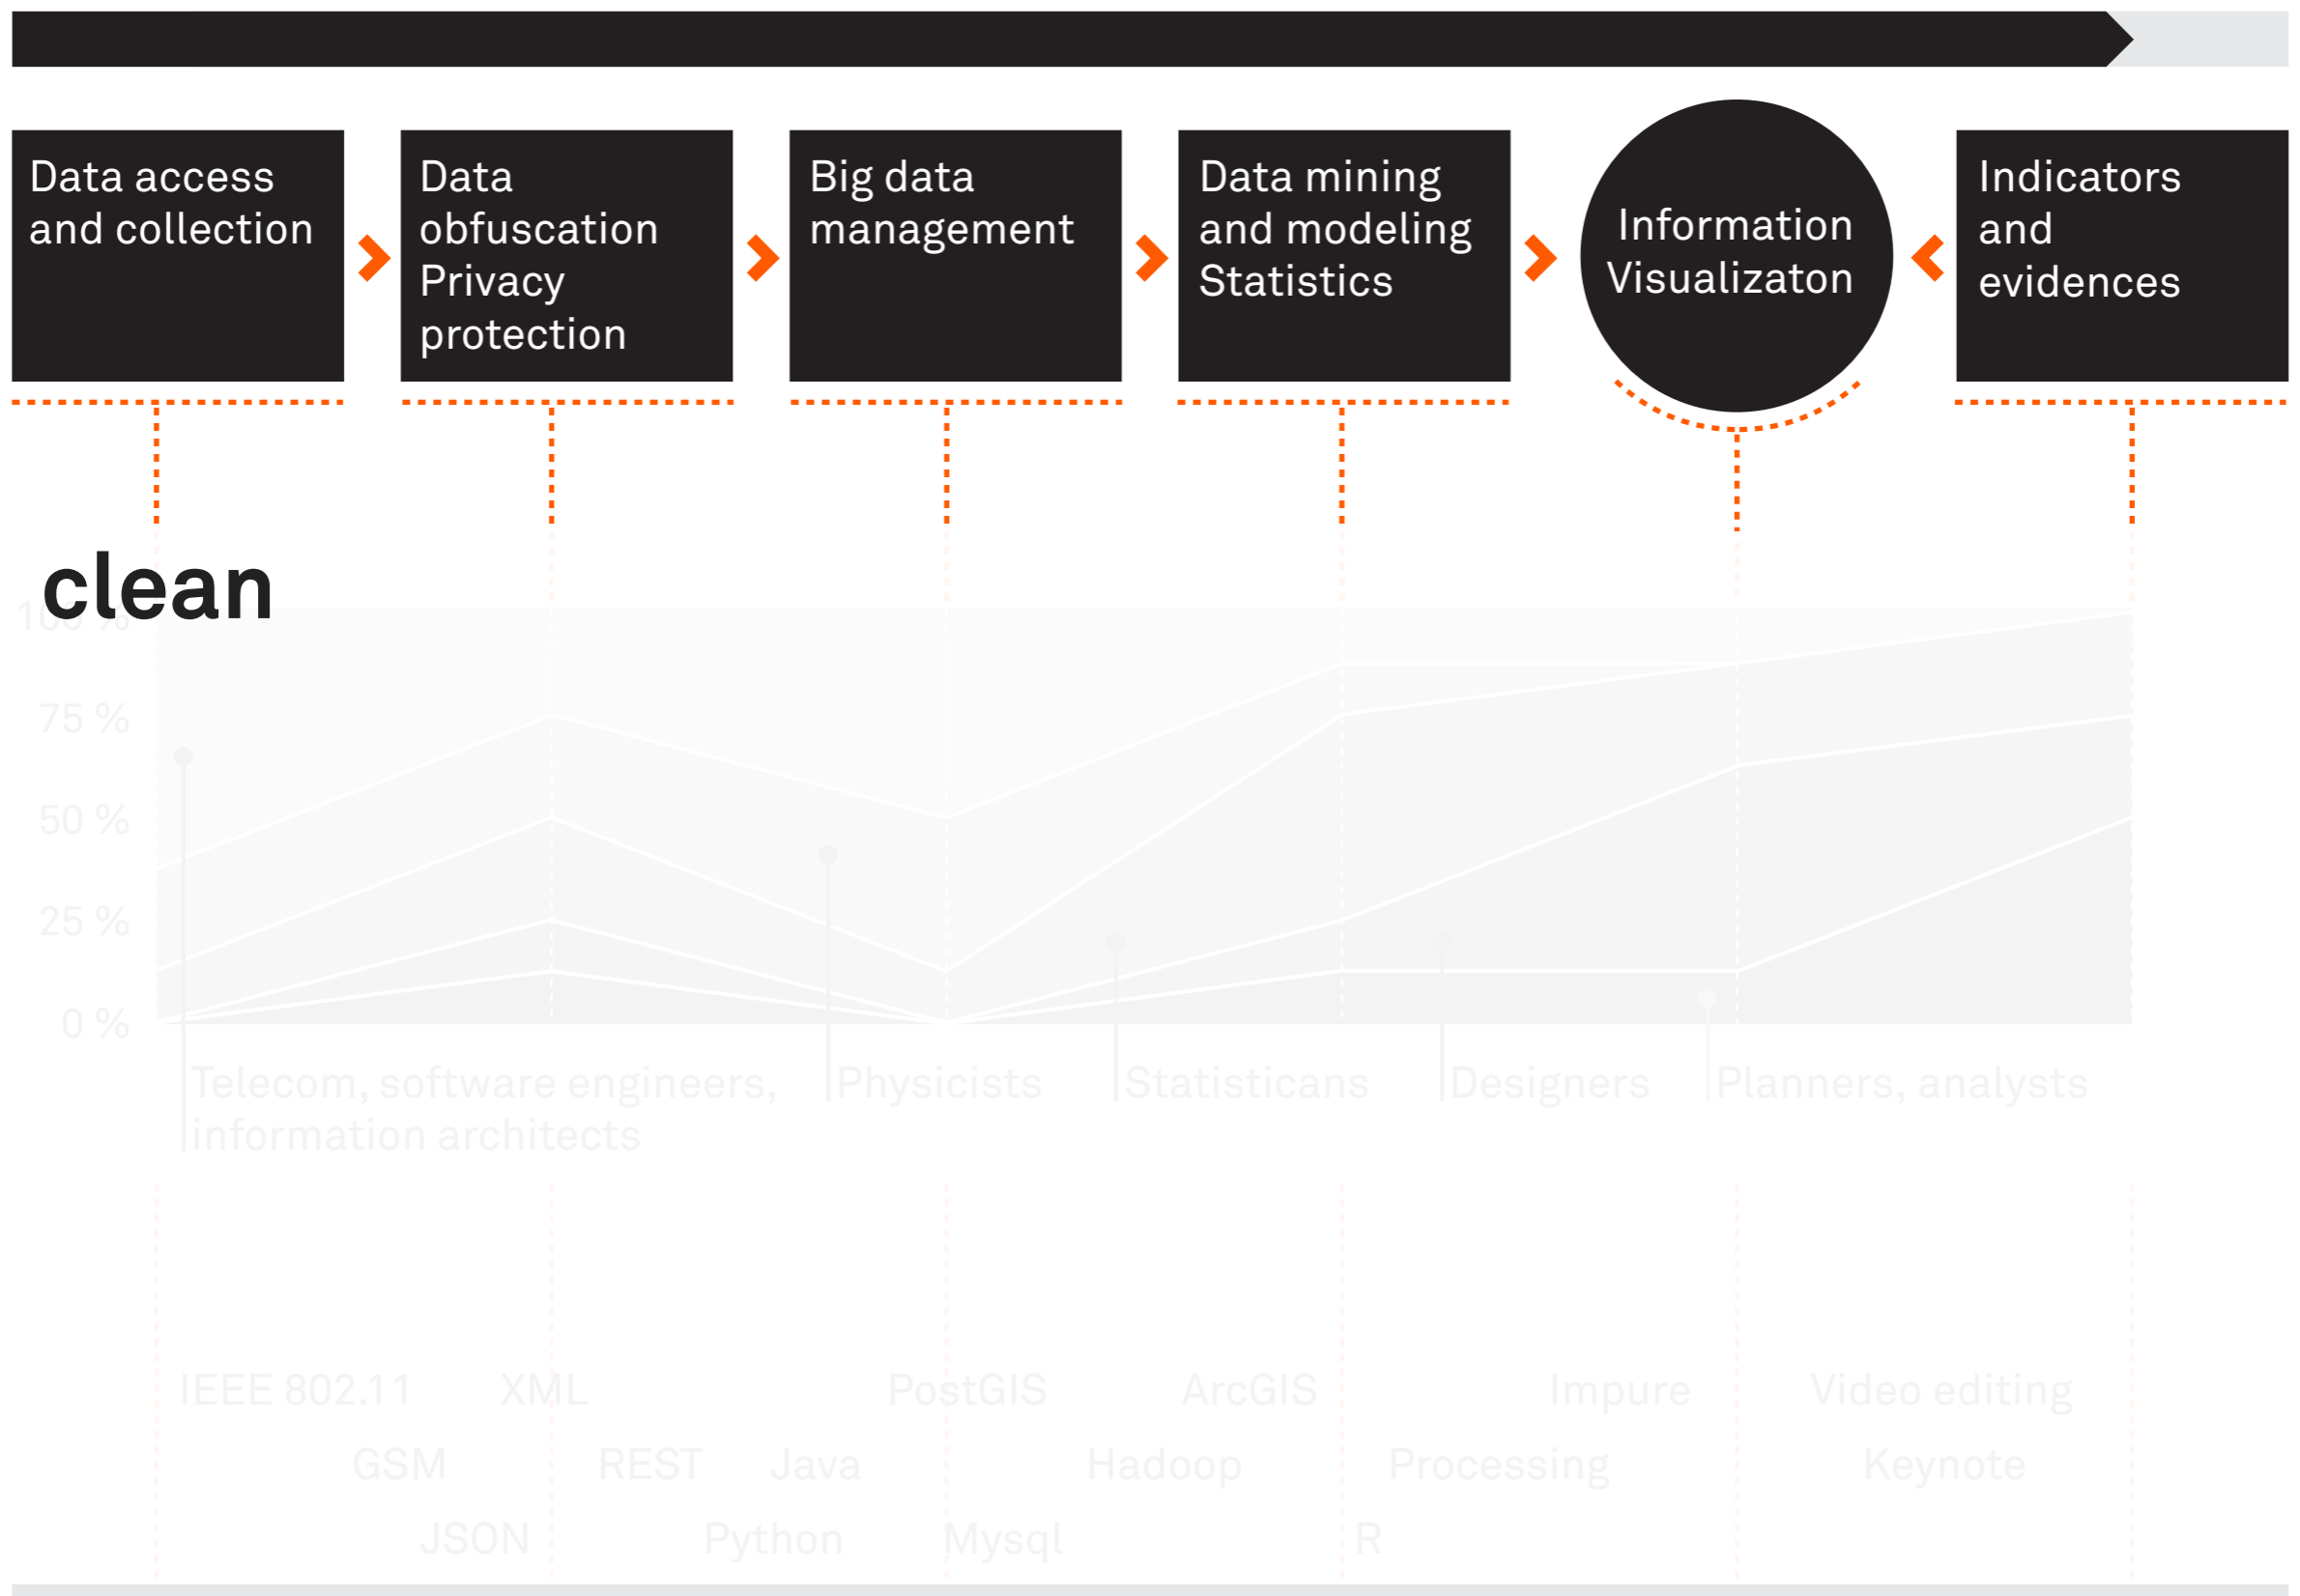 Data access
and collection
Data
obfuscation
Privacy
protection
Big data
management
Data mining
and modeling
Statistics
Information
Visualizaton
Indicators
and
evidences
clean
100 %
75 %
50 %
25 %
0 %
Telecom, software engineers,
information architects
Physicists
Statisticans
Designers
Planners, analysts
IEEE 802.11
XML
PostGIS
ArcGIS
Impure
Video editing
GSM
REST
Java
Hadoop
Processing
Keynote
JSON
Python
Mysql
R